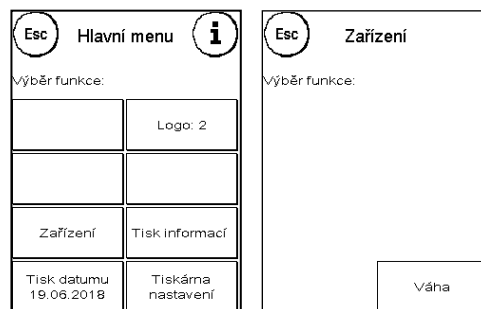 Esc Hlavní menu i
Výběr funkce:
Logo: 2
Zařízení
Tisk informací
Tisk datumu
19.06.2018
Tiskárna
nastavení
Esc Zařízení
Výběr funkce:
Váha